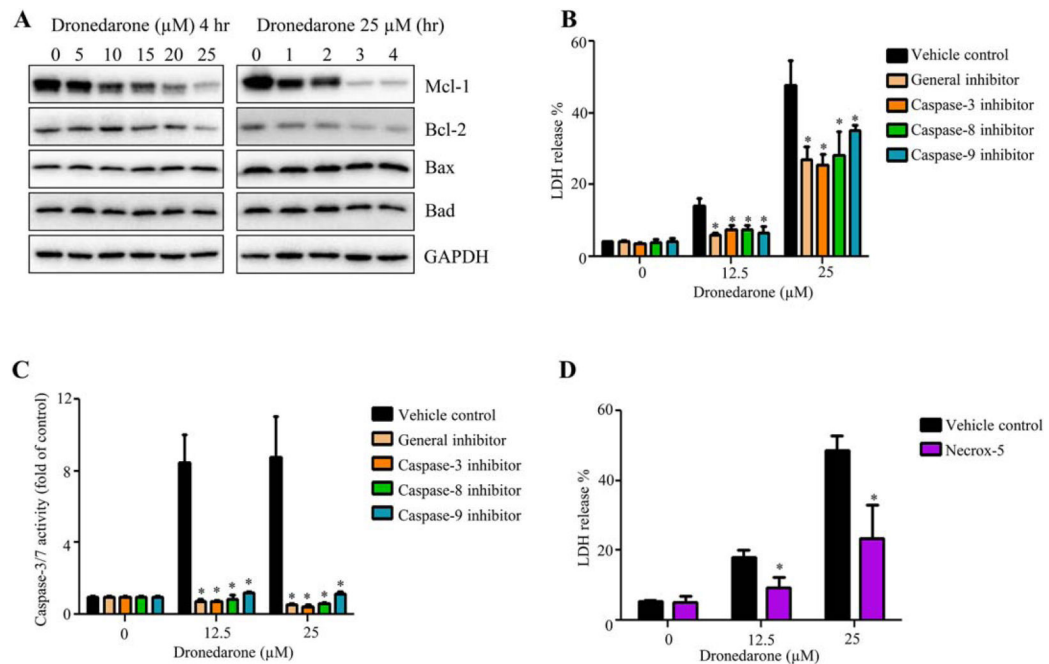 A
Dronedarone (µM) 4 hr
Dronedarone 25 µM (hr)
0 5 10 15 20 25
0 1 2 3 4
Mcl-1
Bcl-2
Bax
Bad
GAPDH
B
LDH release %
60
40
20
0
0 12.5 25
Dronedarone (µM)
Vehicle control
General inhibitor
Caspase-3 inhibitor
Caspase-8 inhibitor
Caspase-9 inhibitor
* * * *
* * * *
C
Caspase-3/7 activity (fold of control)
12
8
4
0
0 12.5 25
Dronedarone (µM)
Vehicle control
General inhibitor
Caspase-3 inhibitor
Caspase-8 inhibitor
Caspase-9 inhibitor
* * * *
* * * *
D
LDH release %
60
40
20
0
0 12.5 25
Dronedarone (µM)
Vehicle control
Necrox-5
*
*